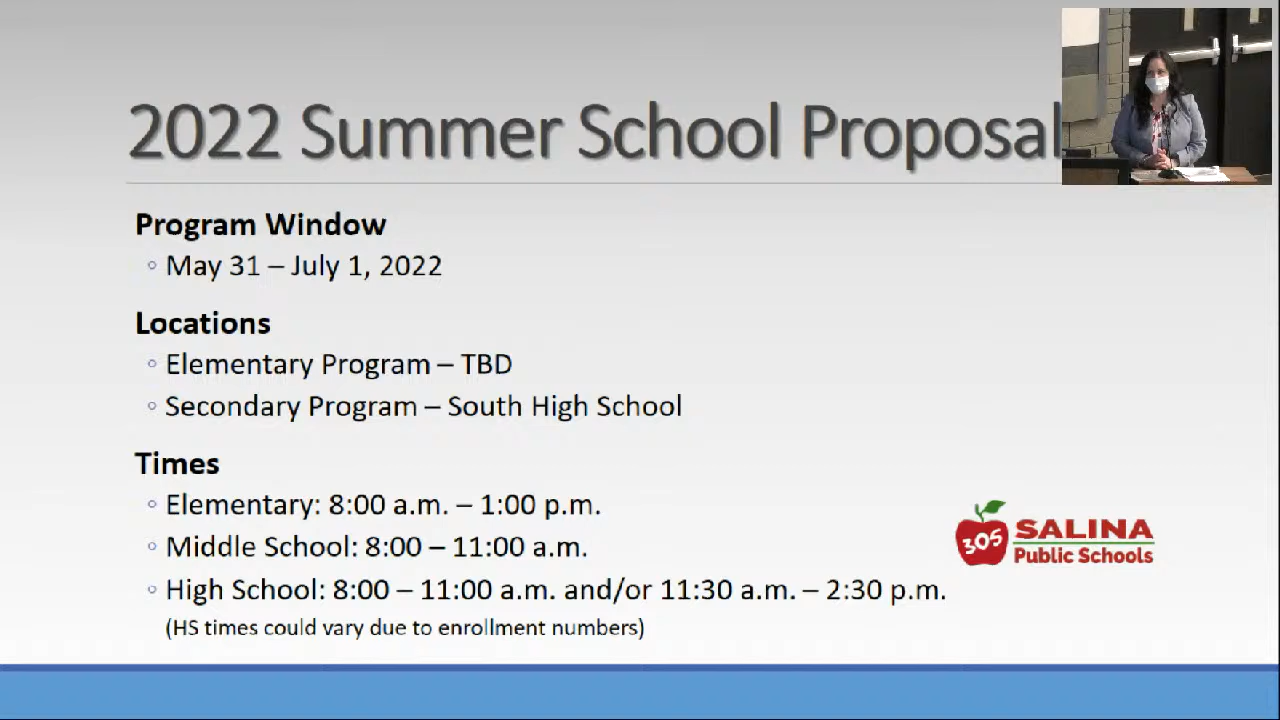 2022 Summer School Proposal
Program Window
◦ May 31 – July 1, 2022
Locations
◦ Elementary Program – TBD
◦ Secondary Program – South High School
Times
◦ Elementary: 8:00 a.m. – 1:00 p.m.
◦ Middle School: 8:00 – 11:00 a.m.
◦ High School: 8:00 – 11:00 a.m. and/or 11:30 a.m. – 2:30 p.m.
(HS times could vary due to enrollment numbers)
305
SALINA
Public Schools